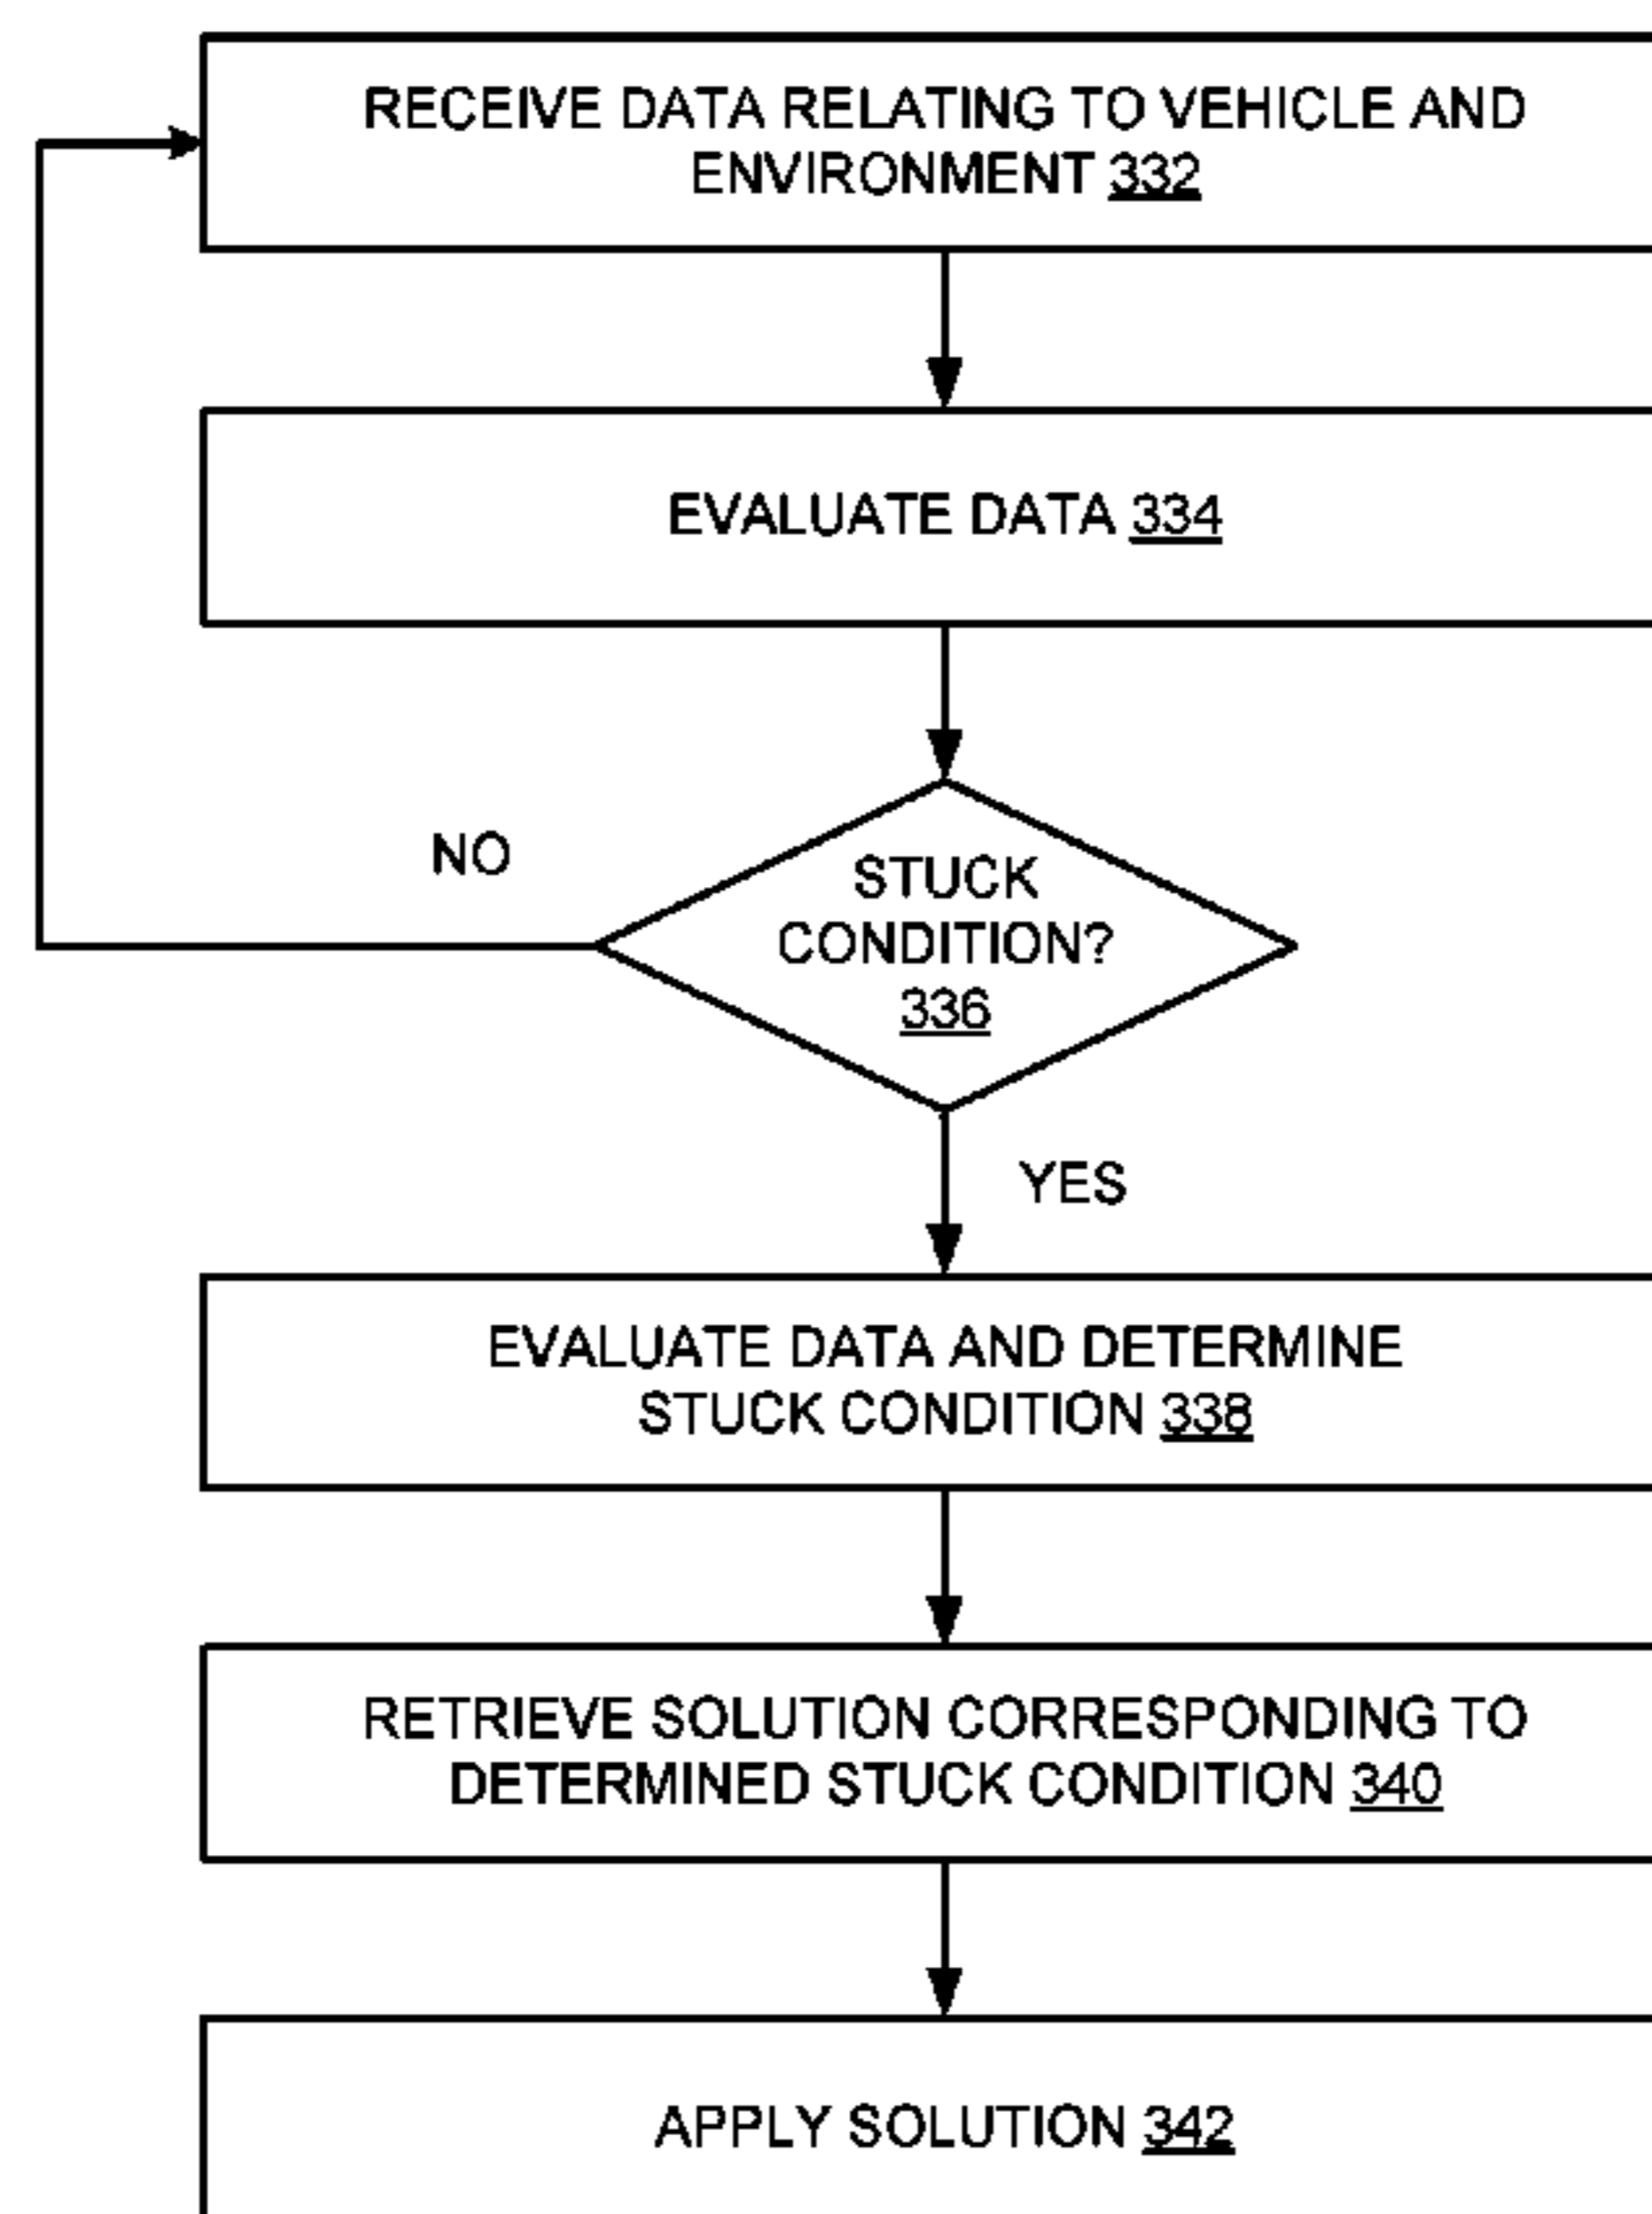 RECEIVE DATA RELATING TO VEHICLE AND
ENVIRONMENT 332
EVALUATE DATA 334
NO
STUCK
CONDITION?
336
YES
EVALUATE DATA AND DETERMINE
STUCK CONDITION 338
RETRIEVE SOLUTION CORRESPONDING TO
DETERMINED STUCK CONDITION 340
APPLY SOLUTION 342